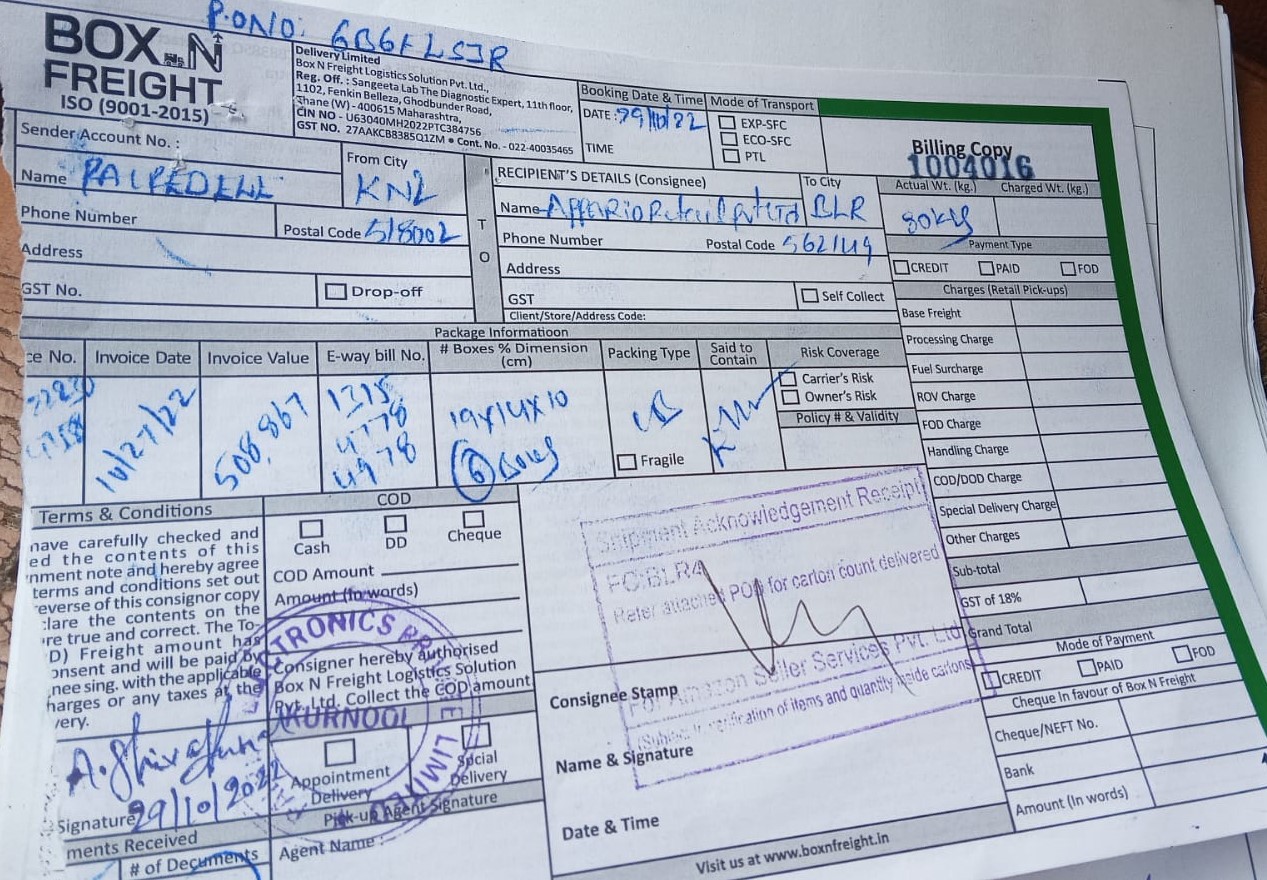 P.ONO: 6B6FLSJR
BOX N
FREIGHT
ISO (9001-2015)
Delivery Limited
Box N Freight Logistics Solution Pvt. Ltd.,
Reg. Off. : Sangeeta Lab The Diagnostic Expert, 11th floor,
1102, Fenkin Belleza, Ghodbunder Road,
Thane (W) - 400615 Maharashtra,
CIN NO - U63040MH2022PTC384756
GST NO. 27AAKCB8385Q1ZM • Cont. No. - 022-40035465
Booking Date & Time
DATE : 29/10/22
TIME
Mode of Transport
EXP-SFC
ECO-SFC
PTL
Billing Copy
1004016
Sender Account No. :
Name
From City
KNL
Phone Number
Postal Code 518002
Address
GST No.
Drop-off
T
O
RECIPIENT'S DETAILS (Consignee)
Name Appario Retail Pvt Ltd
To City
BLR
Phone Number
Postal Code 562149
Address
GST
Self Collect
Client/Store/Address Code:
Actual Wt. (kg.)
Charged Wt. (kg.)
80kg
Payment Type
CREDIT
PAID
FOD
Charges (Retail Pick-ups)
Base Freight
Processing Charge
Fuel Surcharge
ROV Charge
FOD Charge
Handling Charge
COD/DOD Charge
Special Delivery Charge
Other Charges
Sub-total
GST of 18%
Grand Total
Mode of Payment
CREDIT
PAID
FOD
Cheque In favour of Box N Freight
Cheque/NEFT No.
Bank
Amount (In words)
Package Informatioon
ce No.
Invoice Date
Invoice Value
E-way bill No.
# Boxes % Dimension
(cm)
Packing Type
Said to
Contain
Risk Coverage
10/27/22
508,867
1315
4778
4978
19x14x10
6 Boxes
Fragile
Carrier's Risk
Owner's Risk
Policy # & Validity
Terms & Conditions
have carefully checked and
ed the contents of this
nment note and hereby agree
terms and conditions set out
reverse of this consignor copy
clare the contents on the
re true and correct. The To-
D) Freight amount has
onsent and will be paid by
nee sing. with the applicable
harges or any taxes at the
very.
Signature 29/10/2022
COD
Cash
DD
Cheque
COD Amount
Amount (In words)
Consigner hereby authorised
Box N Freight Logistics Solution
Pvt. Ltd. Collect the COD amount
KURNOOL
Appointment
Delivery
Spcial
Delivery
Pick-up Agent Signature
Agent Name :
ments Received
# of Documents
Shipment Acknowledgement Receipt
FC:BLR4
Refer attached POD for carton count delivered
For Amazon Seller Services Pvt. Ltd
(Subject to verification of items and quantity inside cartons
Consignee Stamp
Name & Signature
Date & Time
Visit us at www.boxnfreight.in